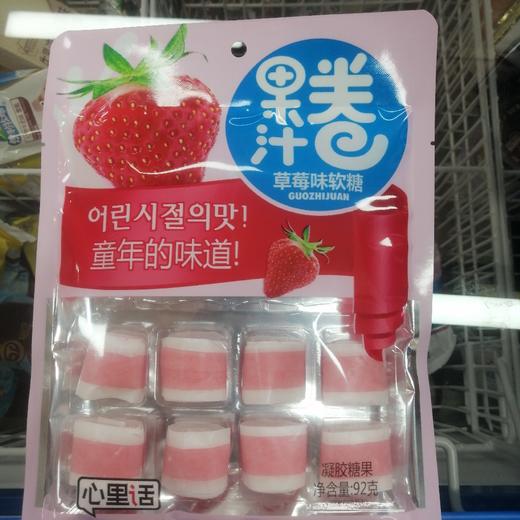 果汁卷
草莓味软糖
GUOZHIJUAN
어린시절의맛!
童年的味道!
凝胶糖果
净含量:92克
心里话